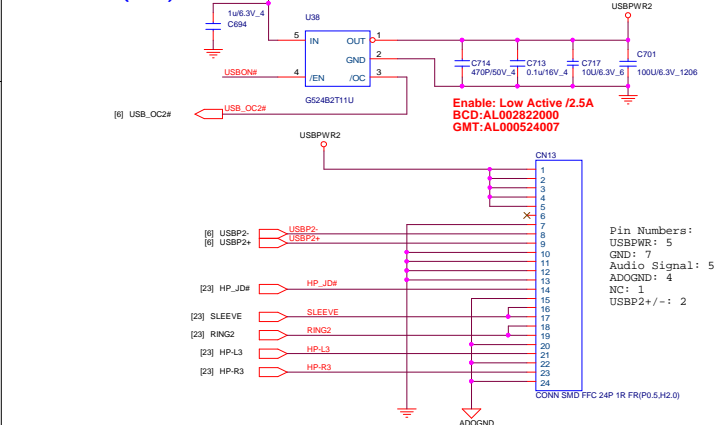 USBPWR2
1u/6.3V_4
C694
U38
5 IN OUT 1
GND 2
USBON# 4 /EN /OC 3
G524B2T11U
C714
470P/50V_4
C713
0.1u/16V_4
C717
10U/6.3V_6
C701
100U/6.3V_1206
[6] USB_OC2# USB_OC2#
Enable: Low Active /2.5A
BCD:AL002822000
GMT:AL000524007
USBPWR2
CN13
1
2
3
4
5
6
7
[6] USBP2- USBP2- 8
[6] USBP2+ USBP2+ 9
10
11
12
13
[23] HP_JD# HP_JD# 14
15
16
[23] SLEEVE SLEEVE 17
18
[23] RING2 RING2 19
20
[23] HP-L3 HP-L3 21
22
[23] HP-R3 HP-R3 23
24
CONN SMD FFC 24P 1R FR(P0.5,H2.0)
Pin Numbers:
USBPWR: 5
GND: 7
Audio Signal: 5
ADOGND: 4
NC: 1
USBP2+/-: 2
ADOGND